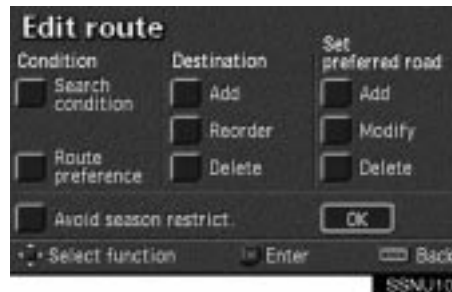 Edit route
Condition
Destination
Set
preferred road
Search
condition
Add
Add
Reorder
Modify
Route
preference
Delete
Delete
Avoid season restrict.
OK
Select function
Enter
Back